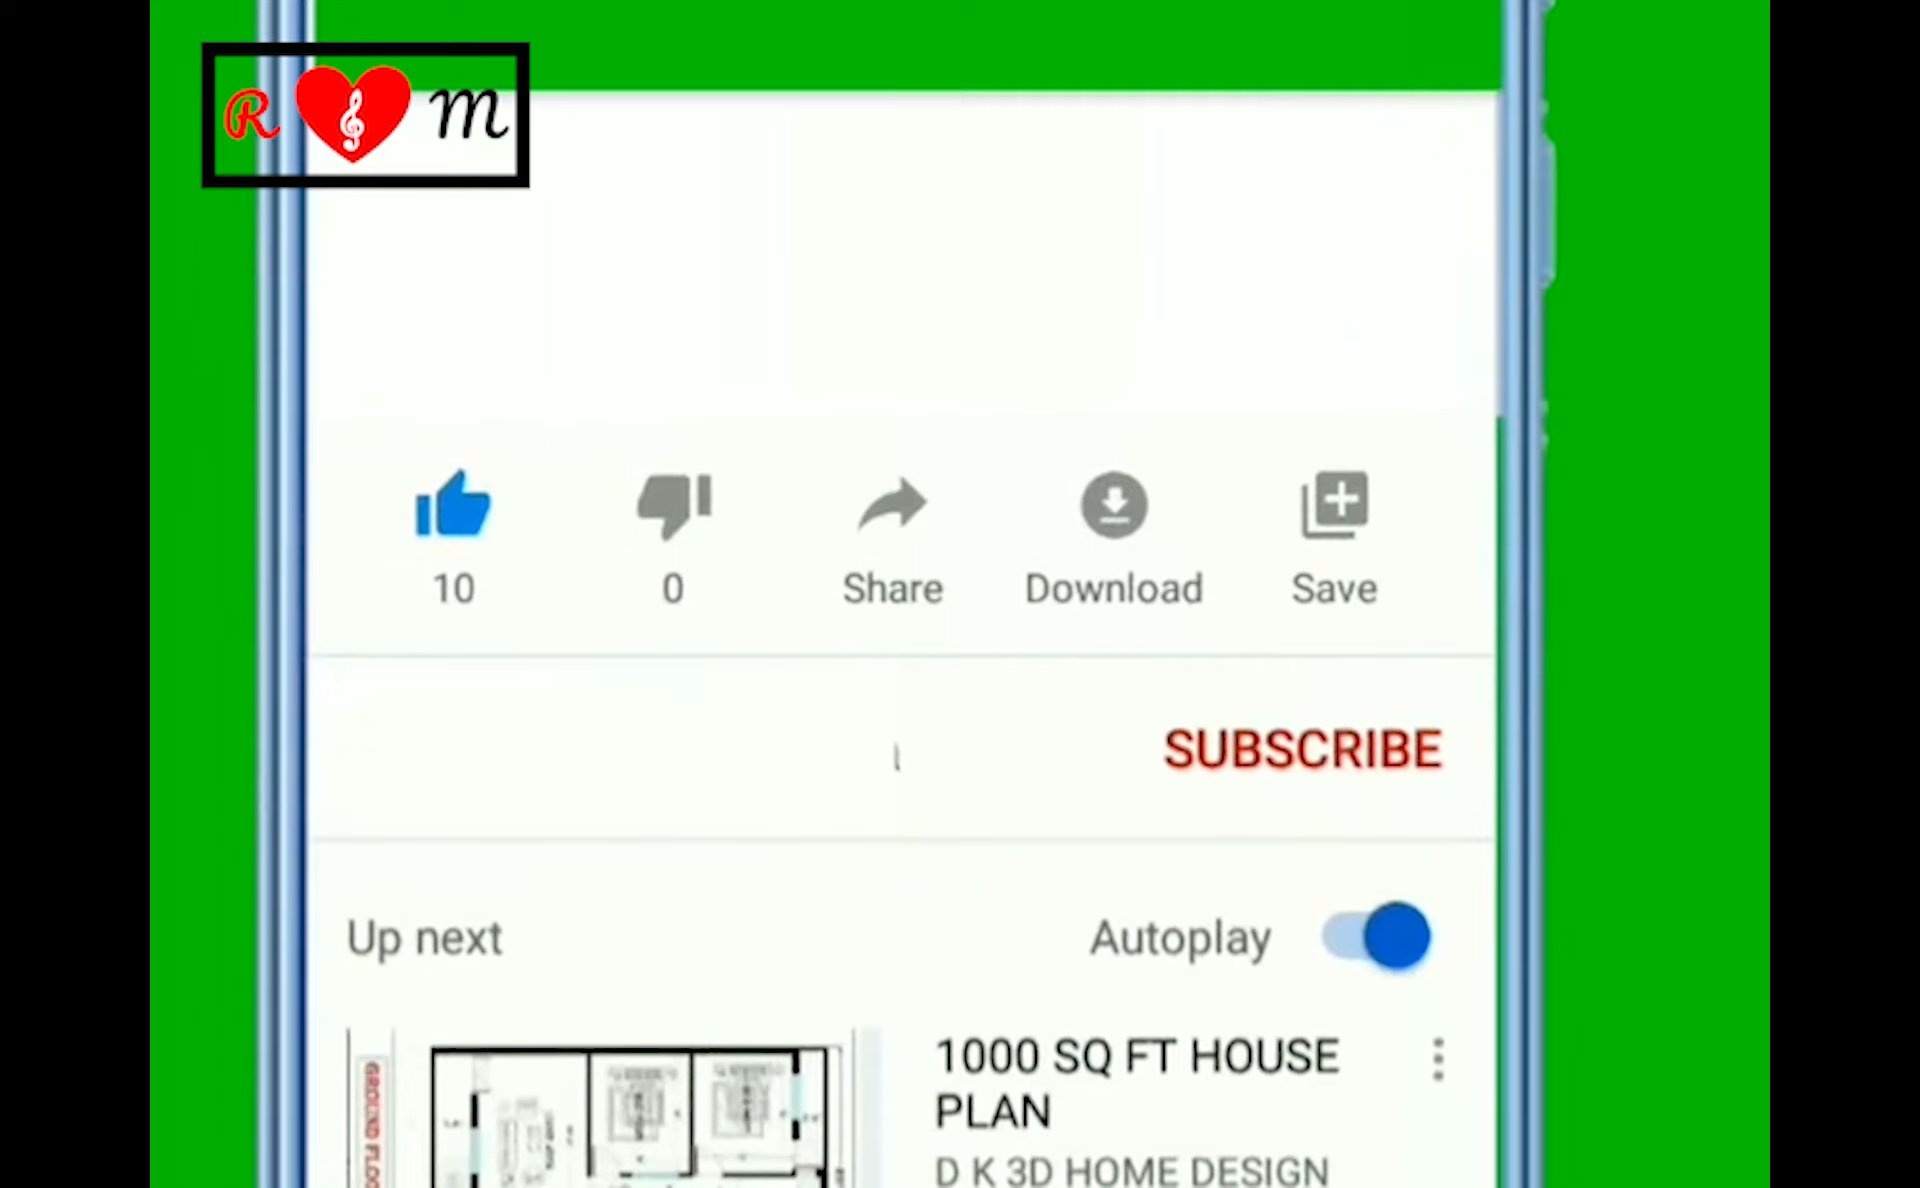 R M
10
0
Share
Download
Save
SUBSCRIBE
Up next
Autoplay
1000 SQ FT HOUSE
PLAN
D K 3D HOME DESIGN